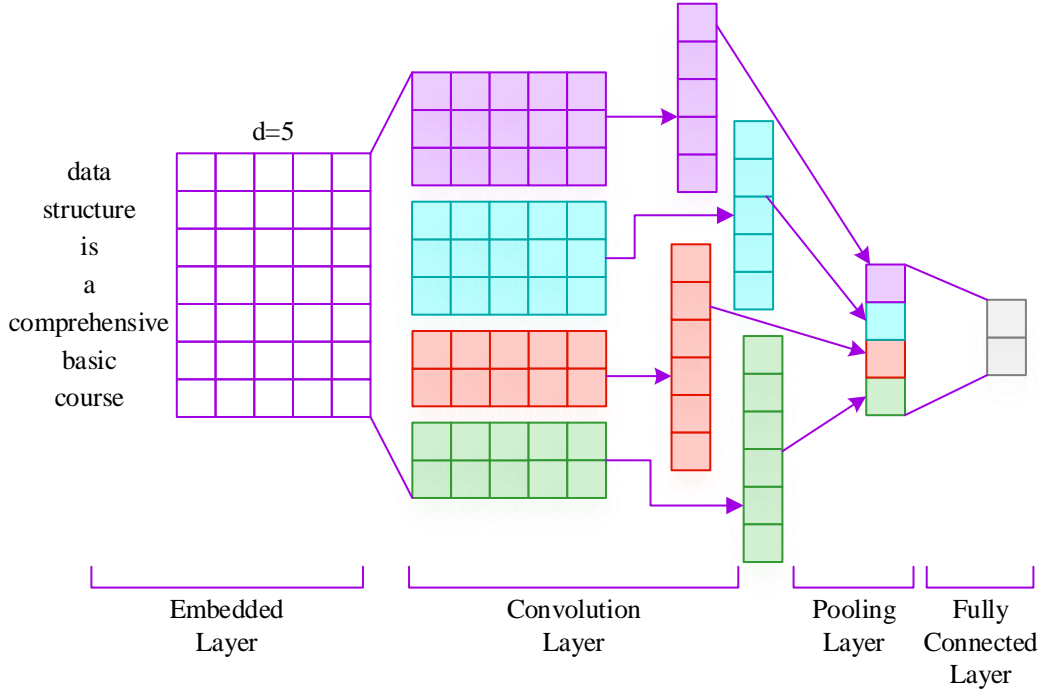 d=5
data
structure
is
a
comprehensive
basic
course
Embedded
Layer
Convolution
Layer
Pooling
Layer
Fully
Connected
Layer